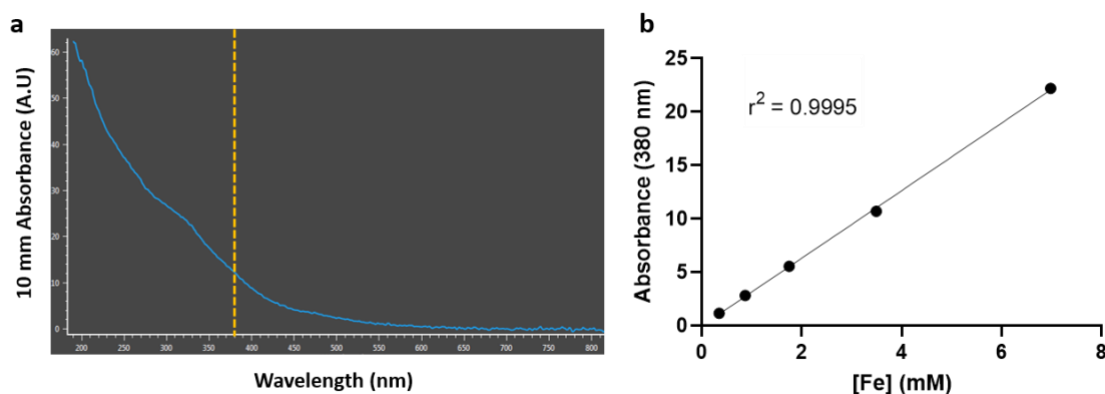 a
10 mm Absorbance (A.U)
60
50
40
30
20
10
0
200 250 300 350 400 450 500 550 600 650 700 750 800
Wavelength (nm)
b
Absorbance (380 nm)
25
20
15
10
5
0
r² = 0.9995
0 2 4 6 8
[Fe] (mM)